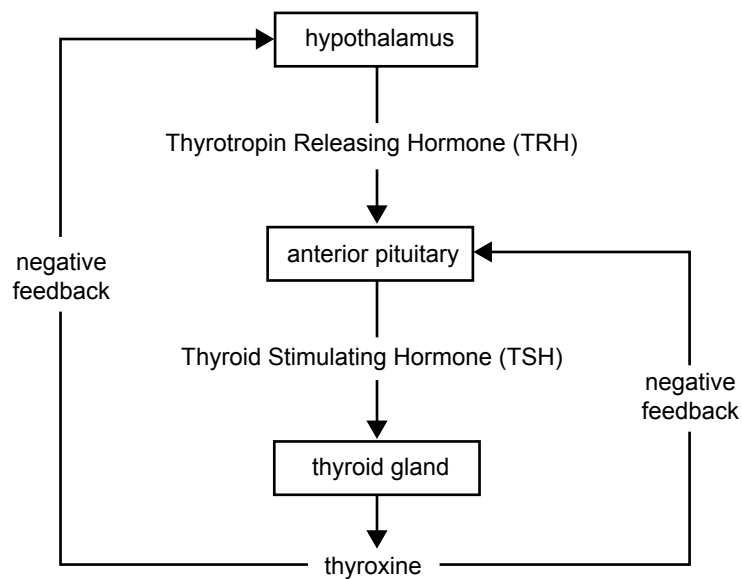 hypothalamus
Thyrotropin Releasing Hormone (TRH)
anterior pituitary
negative
feedback
Thyroid Stimulating Hormone (TSH)
negative
feedback
thyroid gland
thyroxine